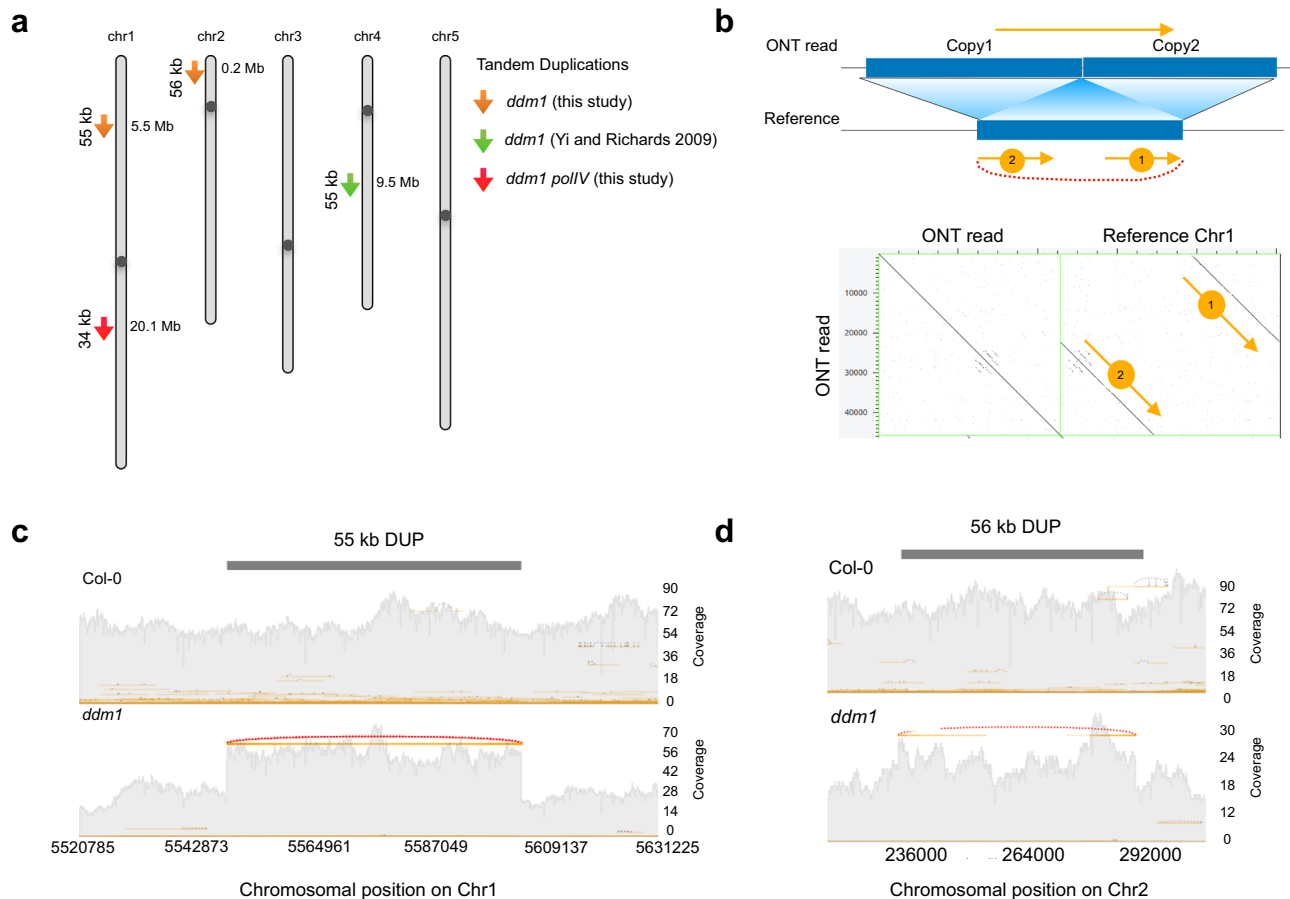 a
chr1
chr2
chr3
chr4
chr5
56 kb
0.2 Mb
55 kb
5.5 Mb
55 kb
9.5 Mb
34 kb
20.1 Mb
Tandem Duplications
ddm1 (this study)
ddm1 (Yi and Richards 2009)
ddm1 polIV (this study)
b
ONT read
Copy1
Copy2
Reference
2
1
ONT read
Reference Chr1
ONT read
10000
20000
30000
40000
1
2
c
55 kb DUP
Col-0
90
72
54
36
18
0
Coverage
ddm1
70
56
42
28
14
0
Coverage
5520785
5542873
5564961
5587049
5609137
5631225
Chromosomal position on Chr1
d
56 kb DUP
Col-0
90
72
54
36
18
0
Coverage
ddm1
30
24
18
12
6
0
Coverage
236000
264000
292000
Chromosomal position on Chr2